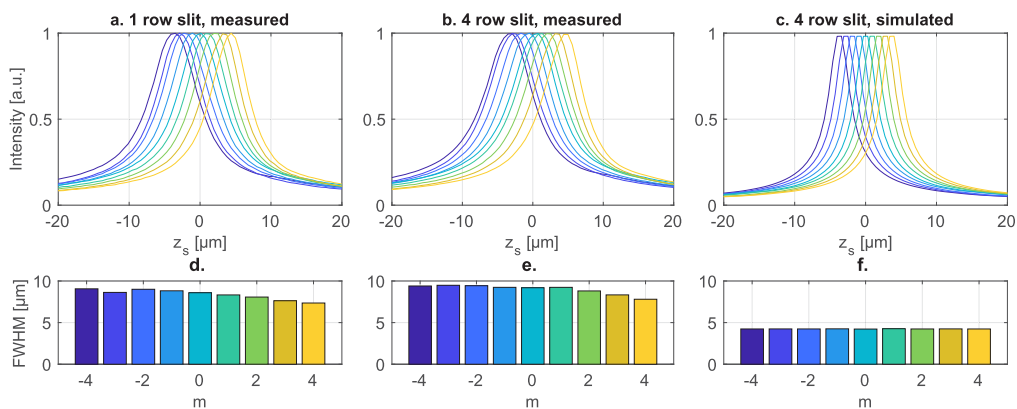 a. 1 row slit, measured
b. 4 row slit, measured
c. 4 row slit, simulated
Intensity [a.u.]
1
0.5
0
-20 -10 0 10 20
z_s [µm]
1
0.5
0
-20 -10 0 10 20
z_s [µm]
1
0.5
0
-20 -10 0 10 20
z_s [µm]
d.
e.
f.
FWHM [µm]
10
5
0
-4 -2 0 2 4
m
10
5
0
-4 -2 0 2 4
m
10
5
0
-4 -2 0 2 4
m